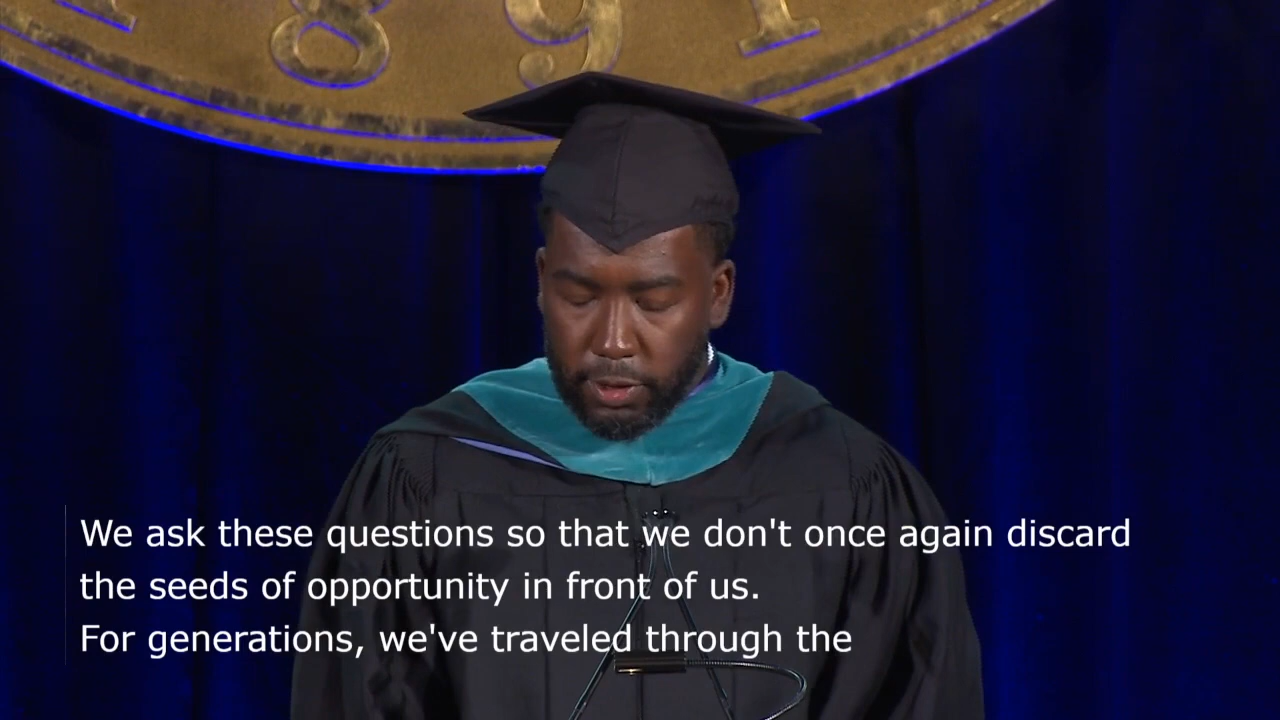 1891
We ask these questions so that we don't once again discard
the seeds of opportunity in front of us.
For generations, we've traveled through the